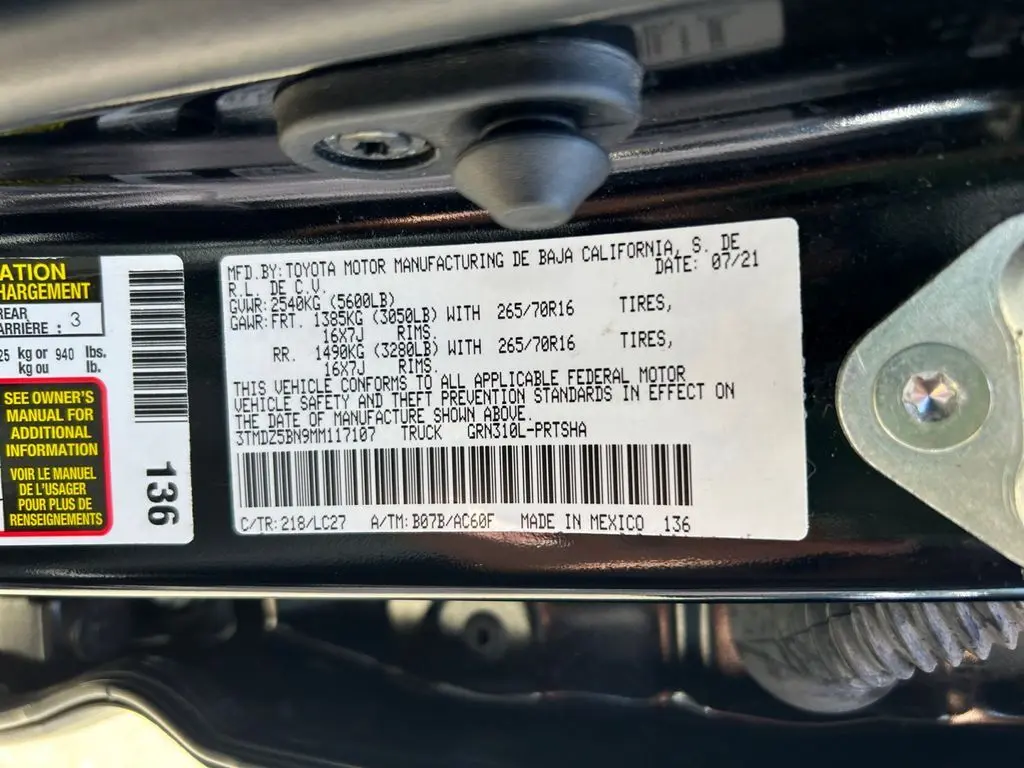 ATION
HARGEMENT
REAR
ARRIÈRE : 3
25 kg or 940 lbs.
kg ou lb.
SEE OWNER'S
MANUAL FOR
ADDITIONAL
INFORMATION
VOIR LE MANUEL
DE L'USAGER
POUR PLUS DE
RENSEIGNEMENTS
136
MFD.BY:TOYOTA MOTOR MANUFACTURING DE BAJA CALIFORNIA, S. DE
R.L. DE C.V. DATE: 07/21
GVWR:2540KG (5600LB)
GAWR:FRT. 1385KG (3050LB) WITH 265/70R16 TIRES,
16X7J RIMS.
RR. 1490KG (3280LB) WITH 265/70R16 TIRES,
16X7J RIMS.
THIS VEHICLE CONFORMS TO ALL APPLICABLE FEDERAL MOTOR
VEHICLE SAFETY AND THEFT PREVENTION STANDARDS IN EFFECT ON
THE DATE OF MANUFACTURE SHOWN ABOVE.
3TMDZ5BN9MM117107 TRUCK GRN310L-PRTSHA
C/TR:218/LC27 A/TM:B07B/AC60F MADE IN MEXICO 136